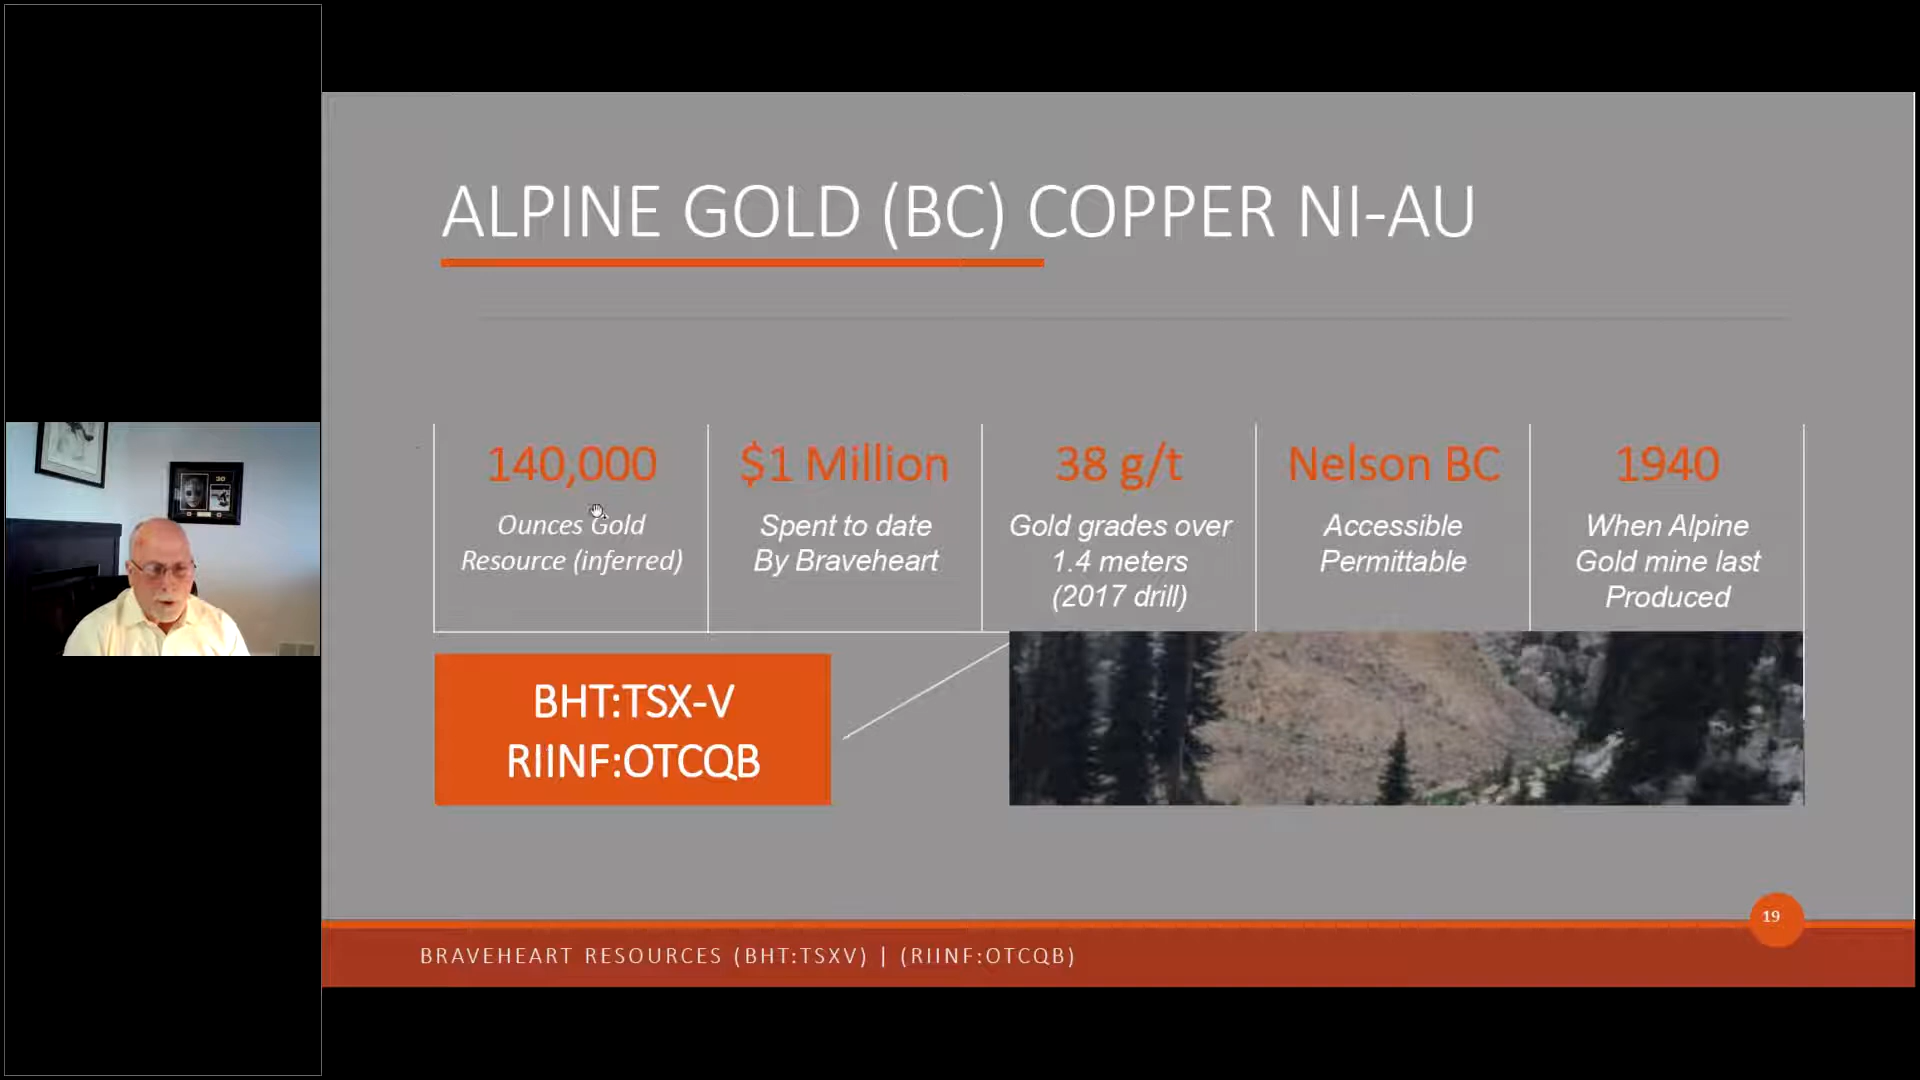 ALPINE GOLD (BC) COPPER NI-AU
140,000
Ounces Gold
Resource (inferred)
$1 Million
Spent to date
By Braveheart
38 g/t
Gold grades over
1.4 meters
(2017 drill)
Nelson BC
Accessible
Permittable
1940
When Alpine
Gold mine last
Produced
BHT:TSX-V
RIINF:OTCQB
19
BRAVEHEART RESOURCES (BHT:TSXV) | (RIINF:OTCQB)
30